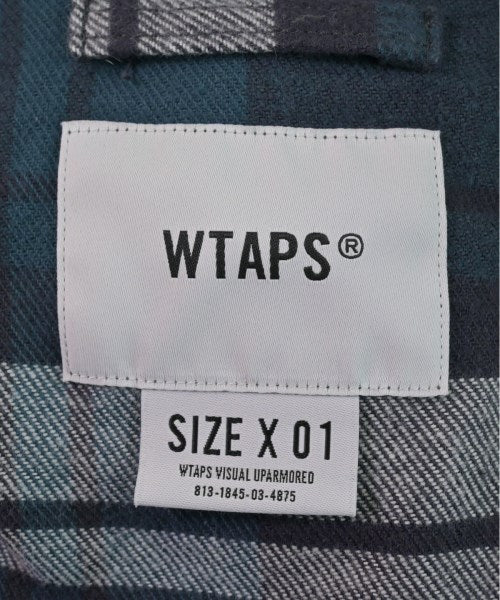 WTAPS®
SIZE X 01
WTAPS VISUAL UPARMORED
813-1845-03-4875